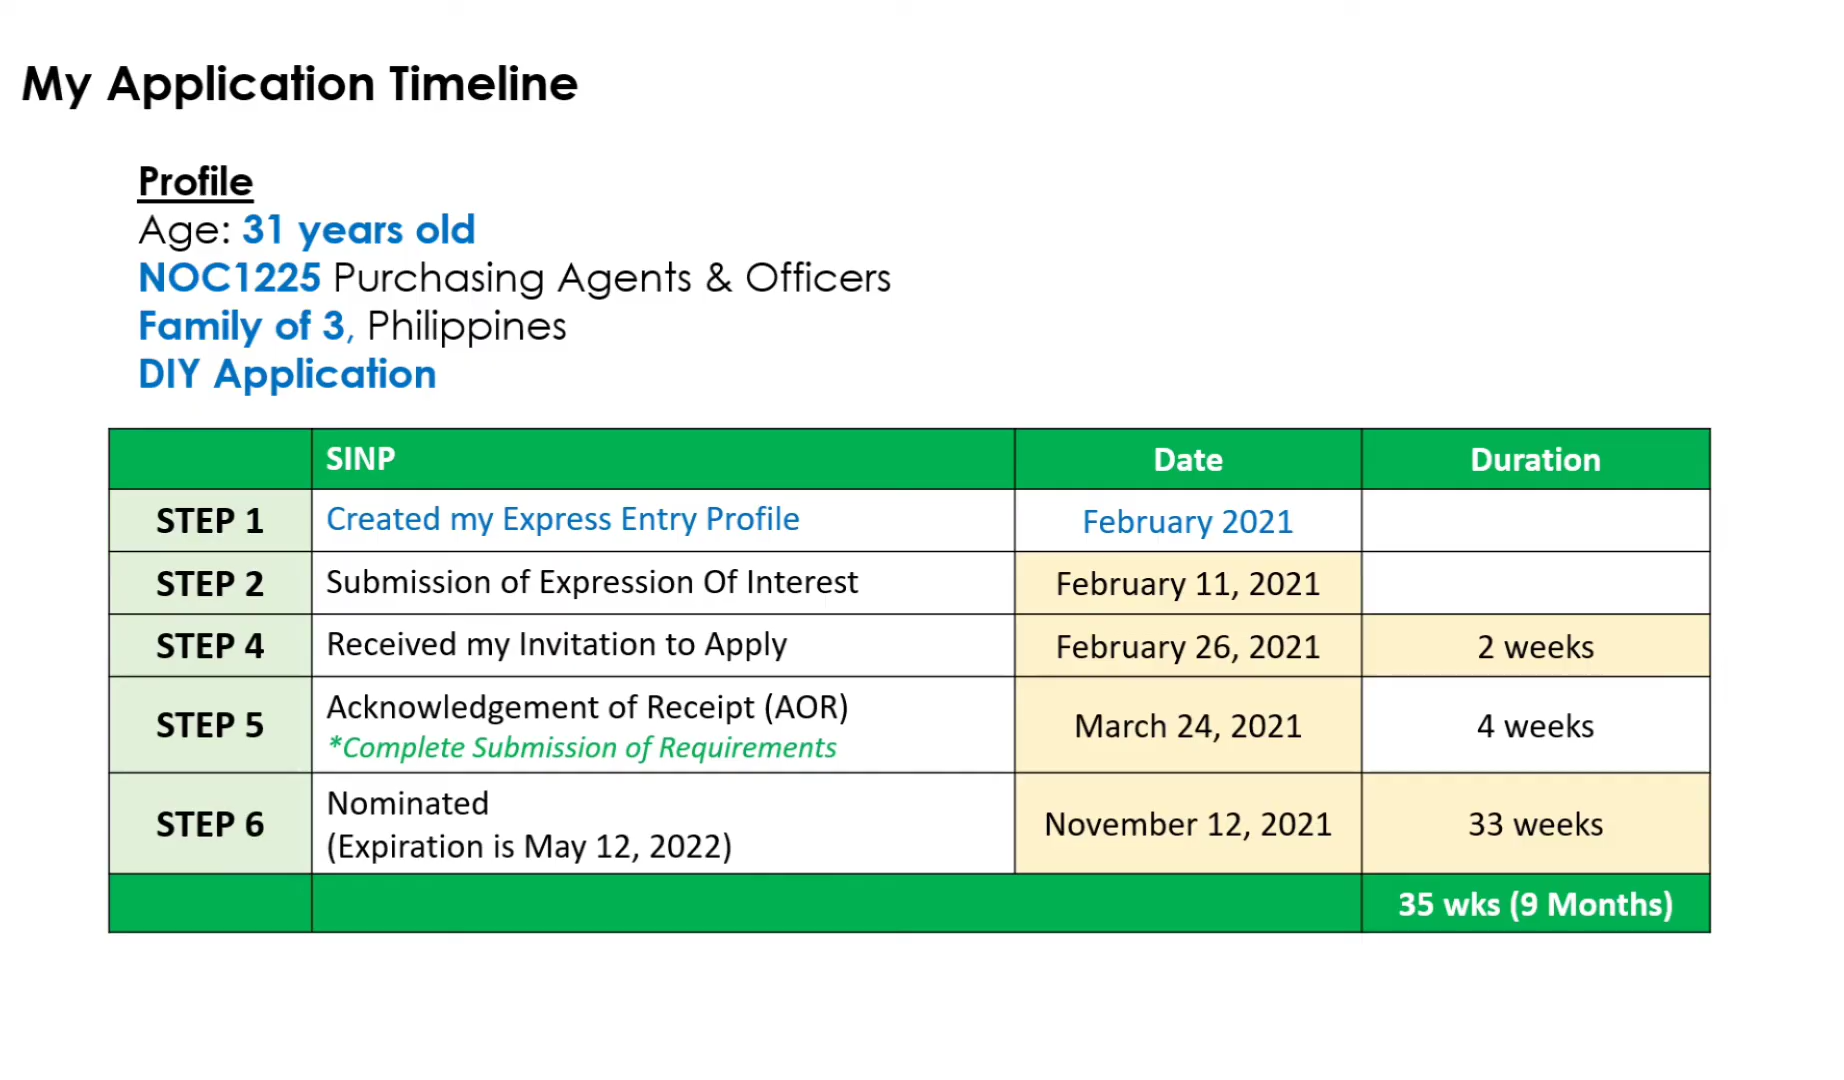 My Application Timeline
Profile
Age: 31 years old
NOC1225 Purchasing Agents & Officers
Family of 3, Philippines
DIY Application
SINP Date Duration
STEP 1 Created my Express Entry Profile February 2021
STEP 2 Submission of Expression Of Interest February 11, 2021
STEP 4 Received my Invitation to Apply February 26, 2021 2 weeks
STEP 5 Acknowledgement of Receipt (AOR) March 24, 2021 4 weeks
*Complete Submission of Requirements
STEP 6 Nominated November 12, 2021 33 weeks
(Expiration is May 12, 2022)
35 wks (9 Months)